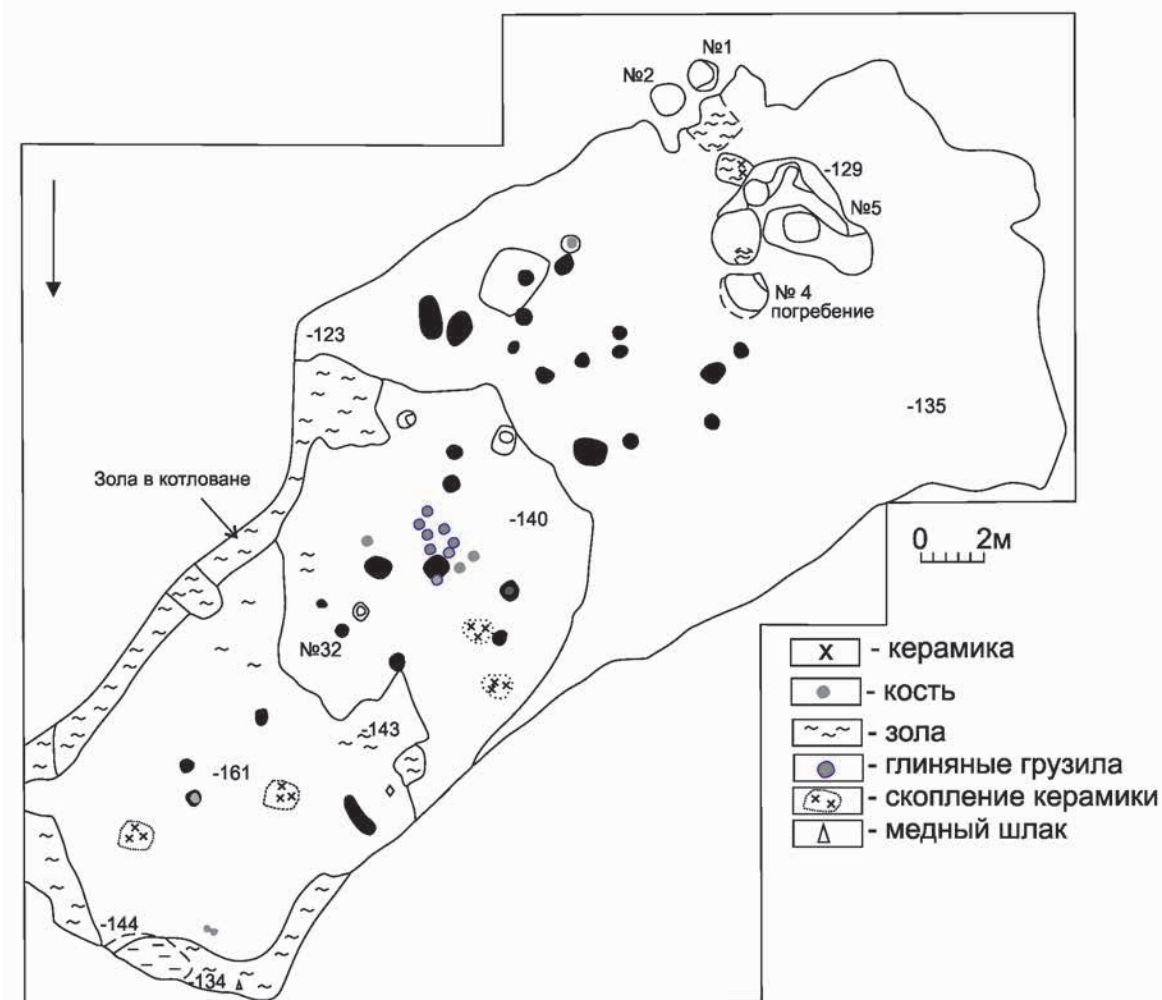 №1
№2
-129
№5
№ 4
погребение
-123
-135
Зола в котловане
-140
0 2м
№32
-143
-161
-144
-134
x - керамика
- кость
- зола
- глиняные грузила
x x - скопление керамики
- медный шлак